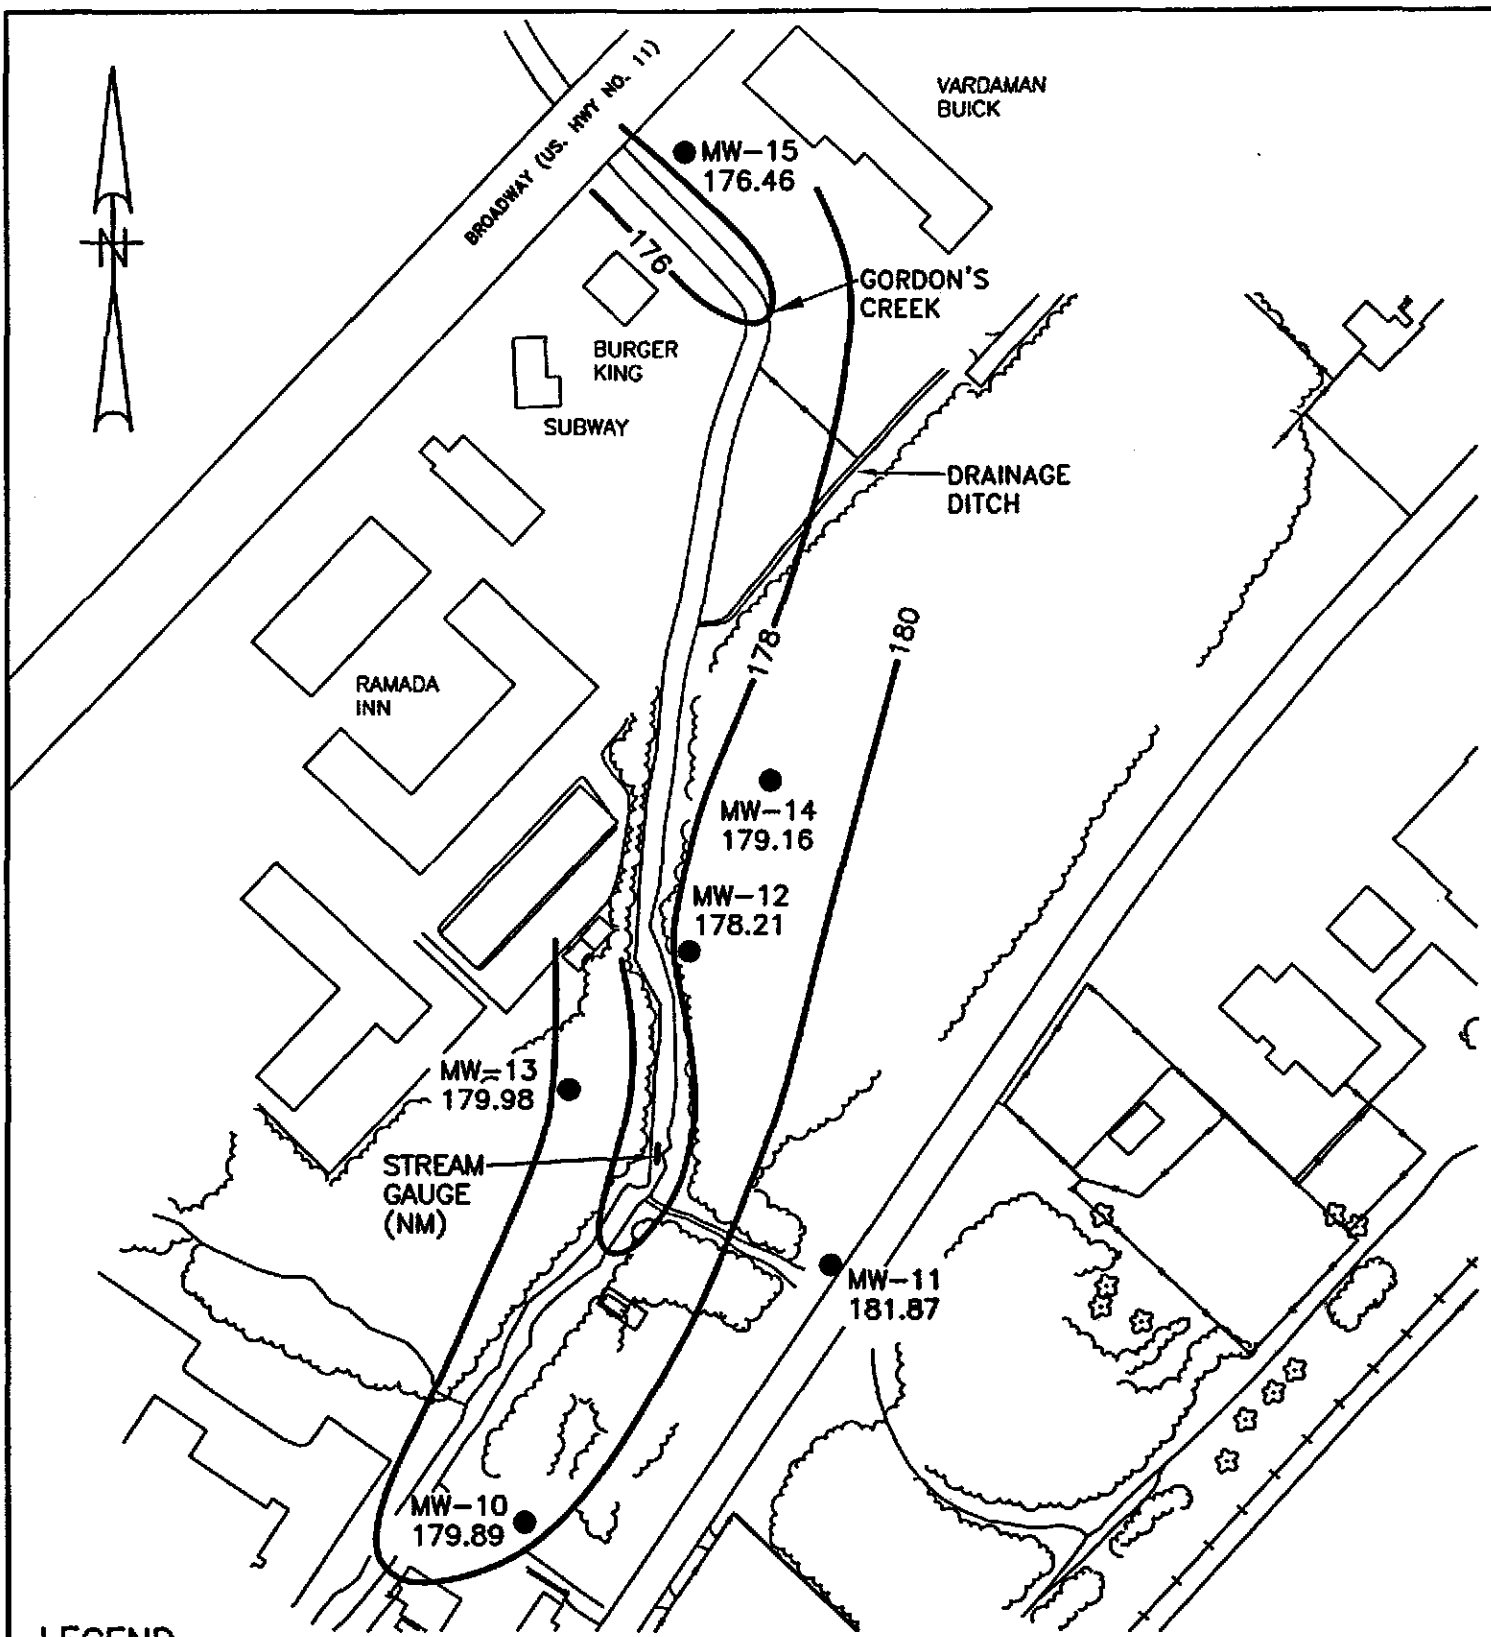 VARDAMAN
BUICK
BROADWAY (US. HWY NO. 11)
MW-15
176.46
N
176
GORDON'S
CREEK
BURGER
KING
SUBWAY
DRAINAGE
DITCH
178
180
RAMADA
INN
MW-14
179.16
MW-12
178.21
MW-13
179.98
STREAM
GAUGE
(NM)
MW-11
181.87
MW-10
179.89
LEGEND